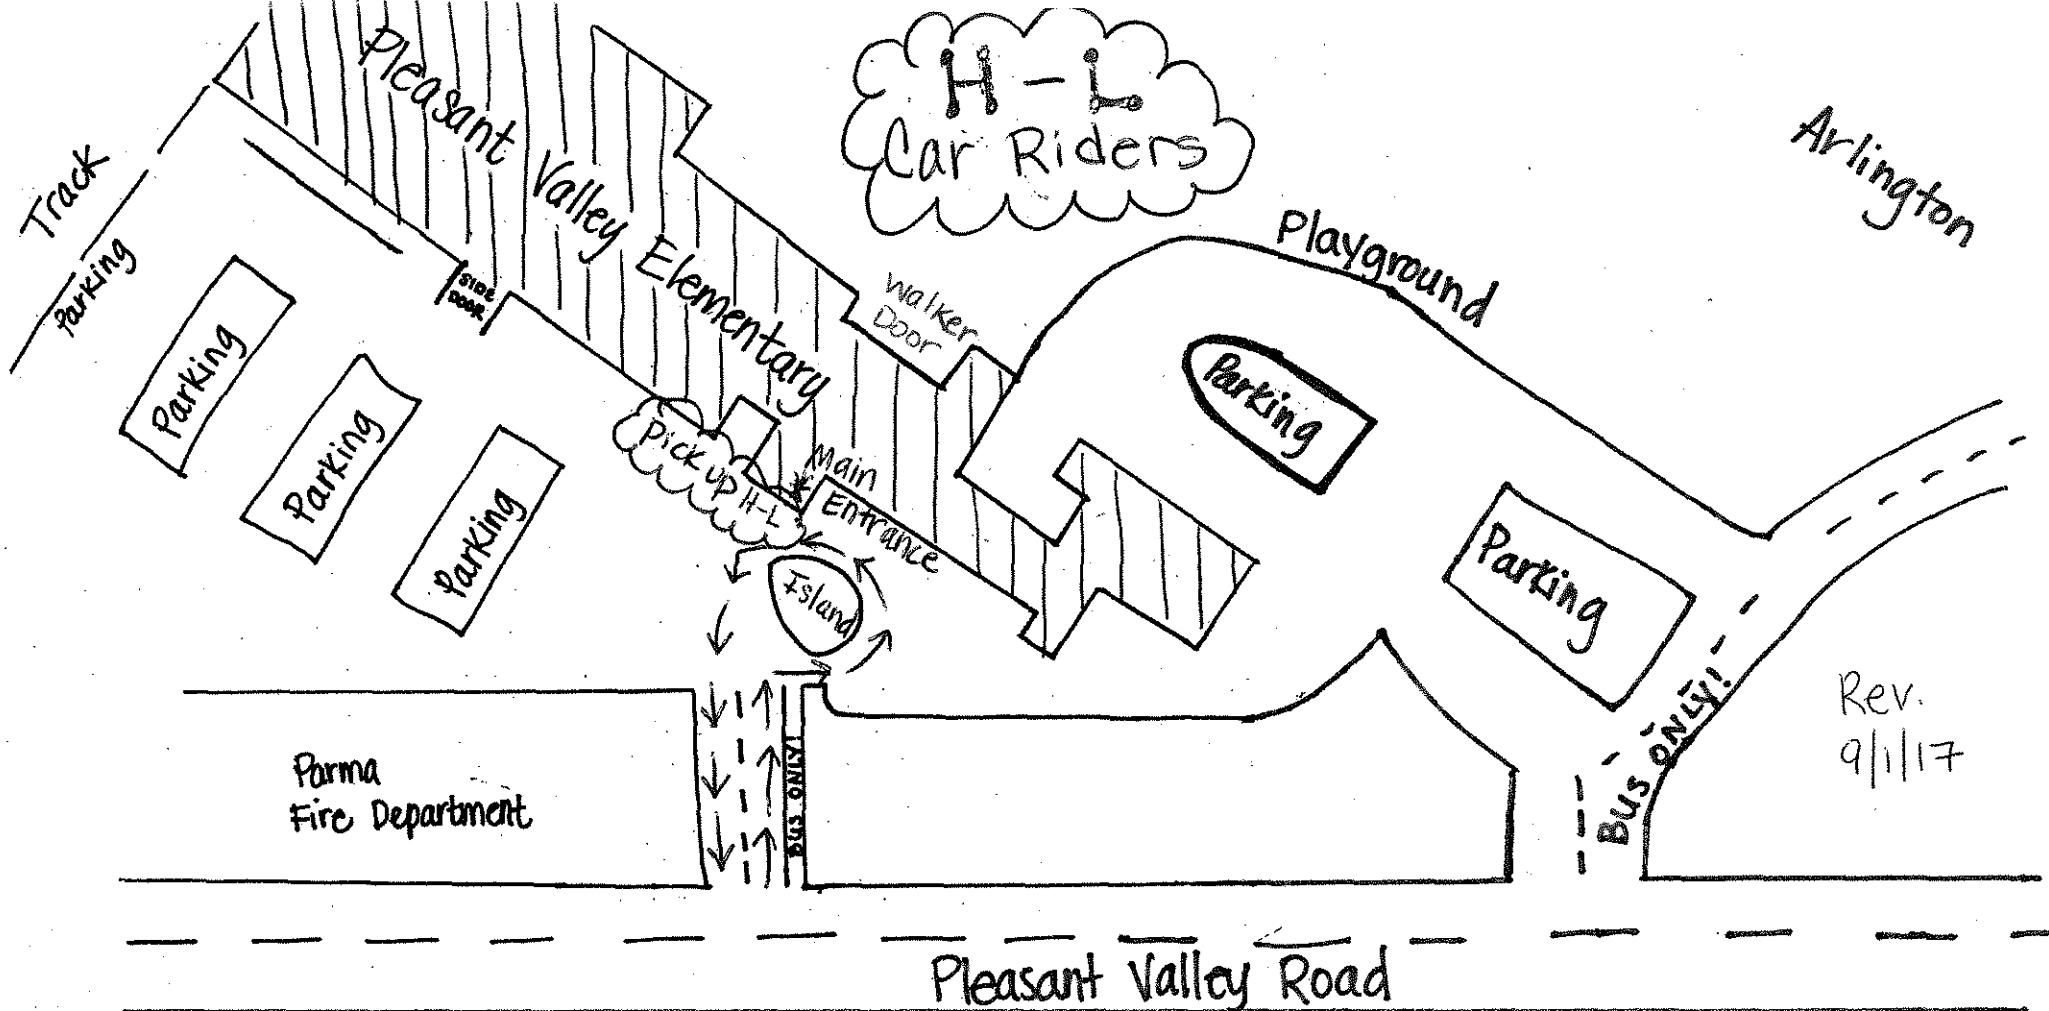 H-L
Car Riders
Pleasant Valley Elementary
Arlington
Track
Parking
Playground
SIDE
DOOR
Walker
Door
Parking
Parking
Parking
Parking
Parking
Pick up H-L
Main
Entrance
Island
BUS ONLY!
BUS ONLY!
Rev.
9/1/17
Parma
Fire Department
Pleasant Valley Road